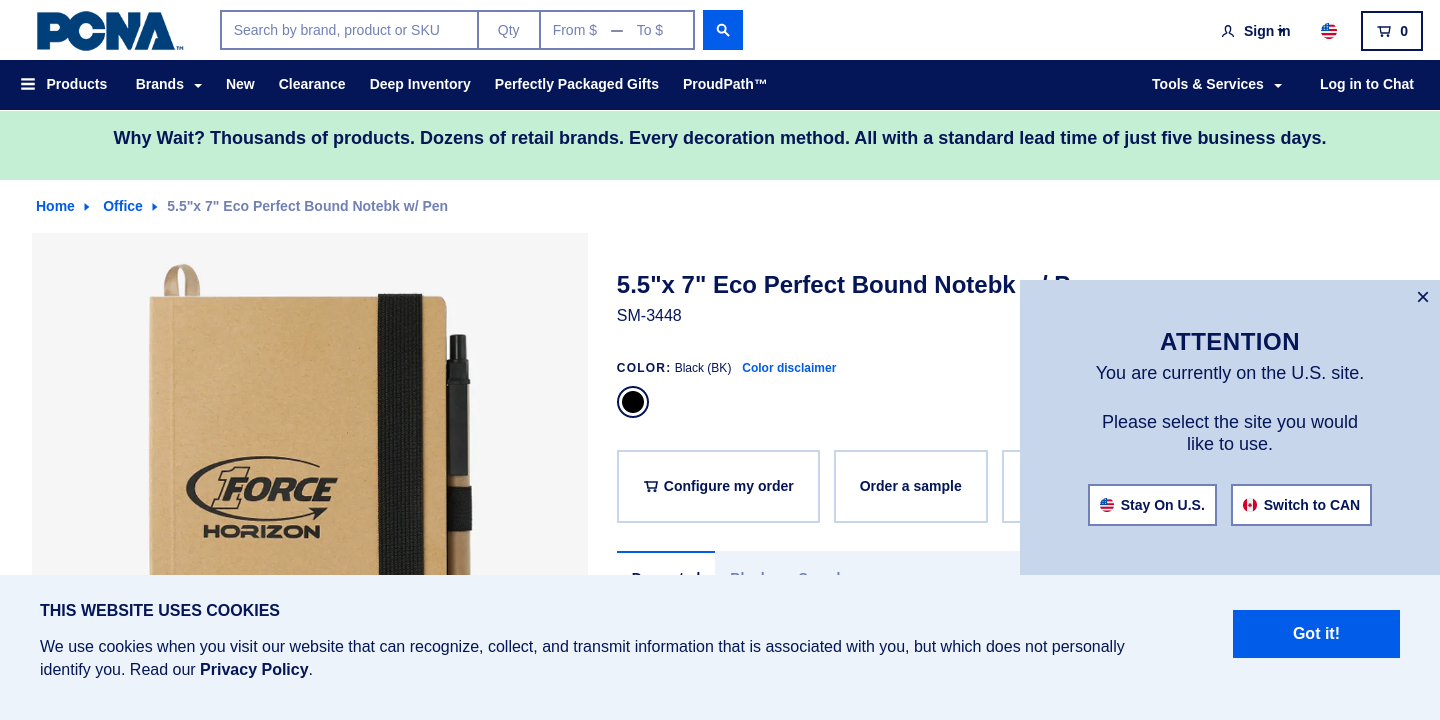 PCNA™
Search by brand, product or SKU
Qty
From $ — To $
Sign in
0
Products
Brands
New
Clearance
Deep Inventory
Perfectly Packaged Gifts
ProudPath™
Tools & Services
Log in to Chat
Why Wait? Thousands of products. Dozens of retail brands. Every decoration method. All with a standard lead time of just five business days.
Home
Office
5.5"x 7" Eco Perfect Bound Notebk w/ Pen
1FORCE
HORIZON
5.5"x 7" Eco Perfect Bound Notebk
SM-3448
COLOR: Black (BK) Color disclaimer
Configure my order
Order a sample
×
ATTENTION
You are currently on the U.S. site.
Please select the site you would
like to use.
Stay On U.S.
Switch to CAN
THIS WEBSITE USES COOKIES
We use cookies when you visit our website that can recognize, collect, and transmit information that is associated with you, but which does not personally
identify you. Read our Privacy Policy.
Got it!